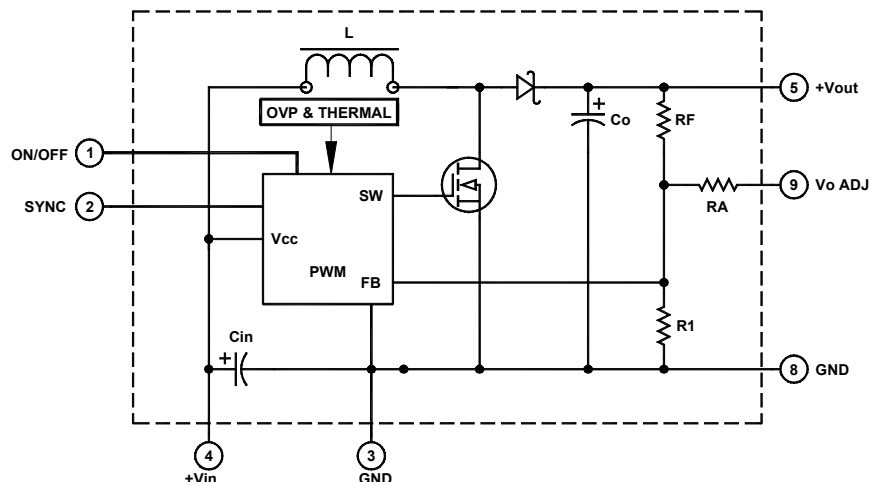 L
OVP & THERMAL
5 +Vout
Co
RF
ON/OFF 1
SW
9 Vo ADJ
RA
SYNC 2
Vcc
PWM
FB
Cin
R1
8 GND
4
3
+Vin
GND